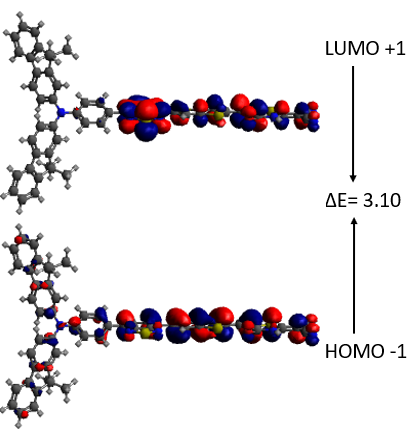 LUMO +1
ΔE= 3.10
HOMO -1